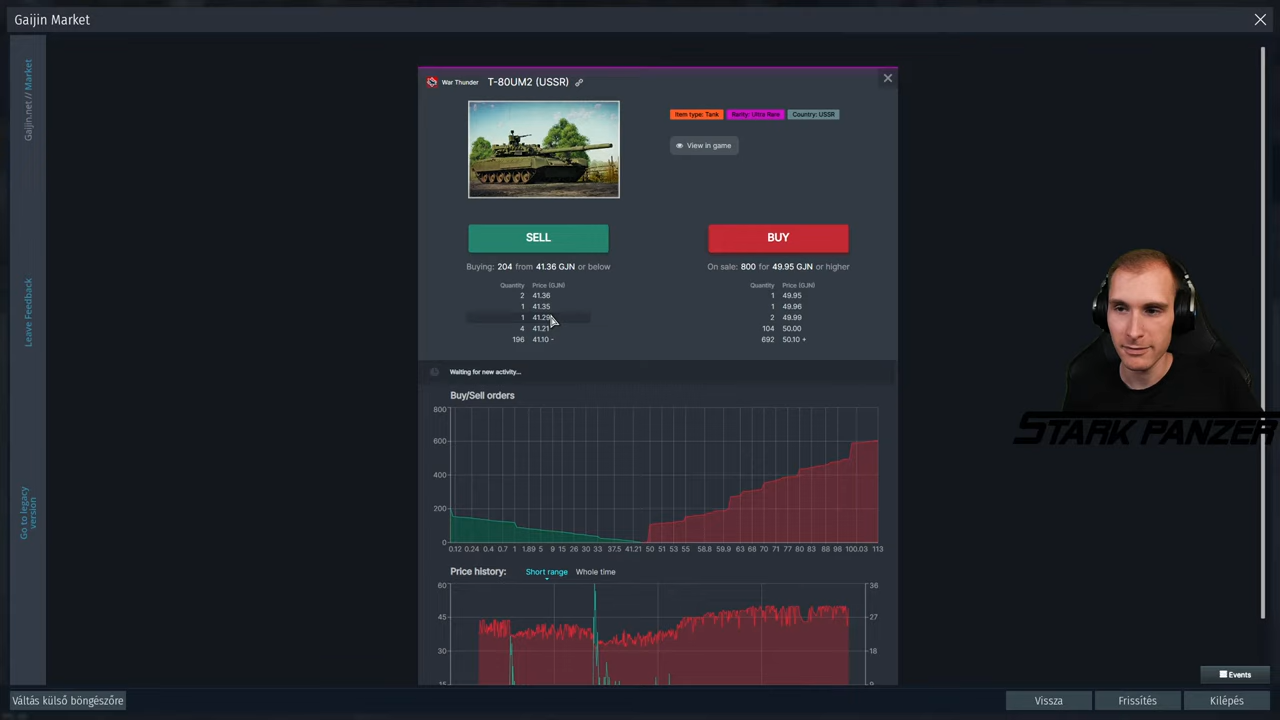 Gaijin Market
Gaijin.net // Market
Leave Feedback
Go to legacy version
War Thunder T-80UM2 (USSR)
Item type: Tank Rarity: Ultra Rare Country: USSR
View in game
SELL
Buying: 204 from 41.36 GJN or below
Quantity Price (GJN)
2 41.36
1 41.35
1 41.29
4 41.21
196 41.10 -
BUY
On sale: 800 for 49.95 GJN or higher
Quantity Price (GJN)
1 49.95
1 49.96
2 49.99
104 50.00
692 50.10 +
Waiting for new activity...
Buy/Sell orders
800
600
400
200
0
0.12 0.24 0.4 0.7 1 1.89 5 9 15 26 30 33 37.5 41.21 50 51 53 55 58.8 59.9 63 66 70 71 76 80 83 88 98 100.03 113
Price history: Short range Whole time
60 36
45 27
30 18
15 9
STARK PANZER
Events
Váltás külső böngészőre
Vissza
Frissítés
Kilépés